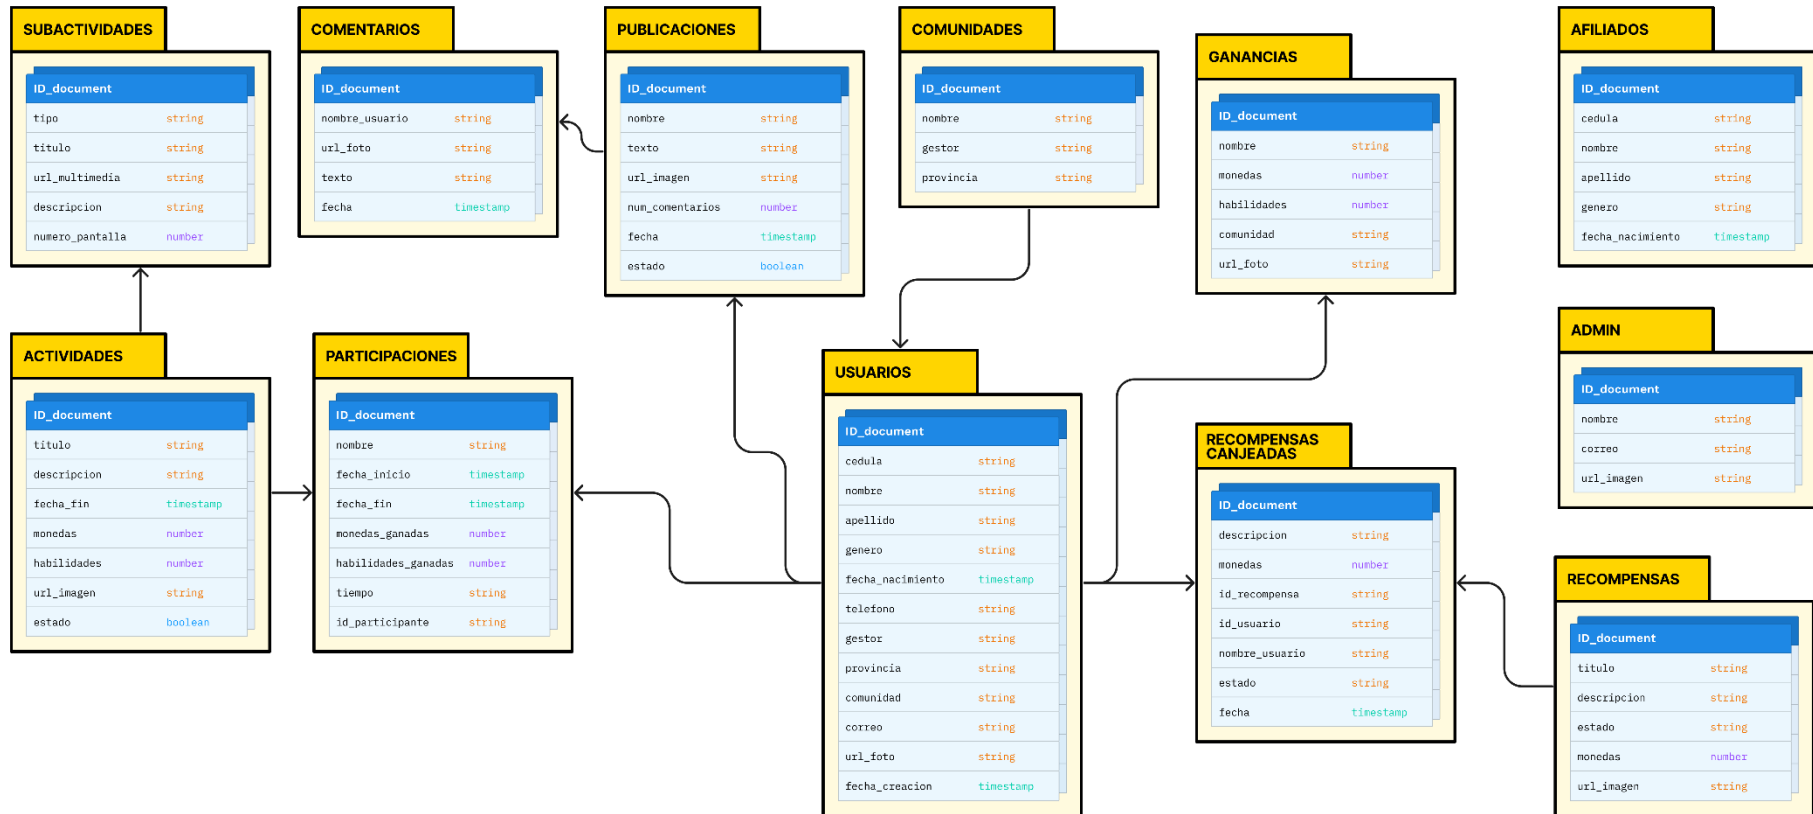 SUBACTIVIDADES
ID_document
tipo string
titulo string
url_multimedia string
descripcion string
numero_pantalla number
COMENTARIOS
ID_document
nombre_usuario string
url_foto string
texto string
fecha timestamp
PUBLICACIONES
ID_document
nombre string
texto string
url_imagen string
num_comentarios number
fecha timestamp
estado boolean
COMUNIDADES
ID_document
nombre string
gestor string
provincia string
GANANCIAS
ID_document
nombre string
monedas number
habilidades number
comunidad string
url_foto string
AFILIADOS
ID_document
cedula string
nombre string
apellido string
genero string
fecha_nacimiento timestamp
ACTIVIDADES
ID_document
titulo string
descripcion string
fecha_fin timestamp
monedas number
habilidades number
url_imagen string
estado boolean
PARTICIPACIONES
ID_document
nombre string
fecha_inicio timestamp
fecha_fin timestamp
monedas_ganadas number
habilidades_ganadas number
tiempo string
id_participante string
USUARIOS
ID_document
cedula string
nombre string
apellido string
genero string
fecha_nacimiento timestamp
telefono string
gestor string
provincia string
comunidad string
correo string
url_foto string
fecha_creacion timestamp
RECOMPENSAS
CANJEADAS
ID_document
descripcion string
monedas number
id_recompensa string
id_usuario string
nombre_usuario string
estado string
fecha timestamp
ADMIN
ID_document
nombre string
correo string
url_imagen string
RECOMPENSAS
ID_document
titulo string
descripcion string
estado string
monedas number
url_imagen string